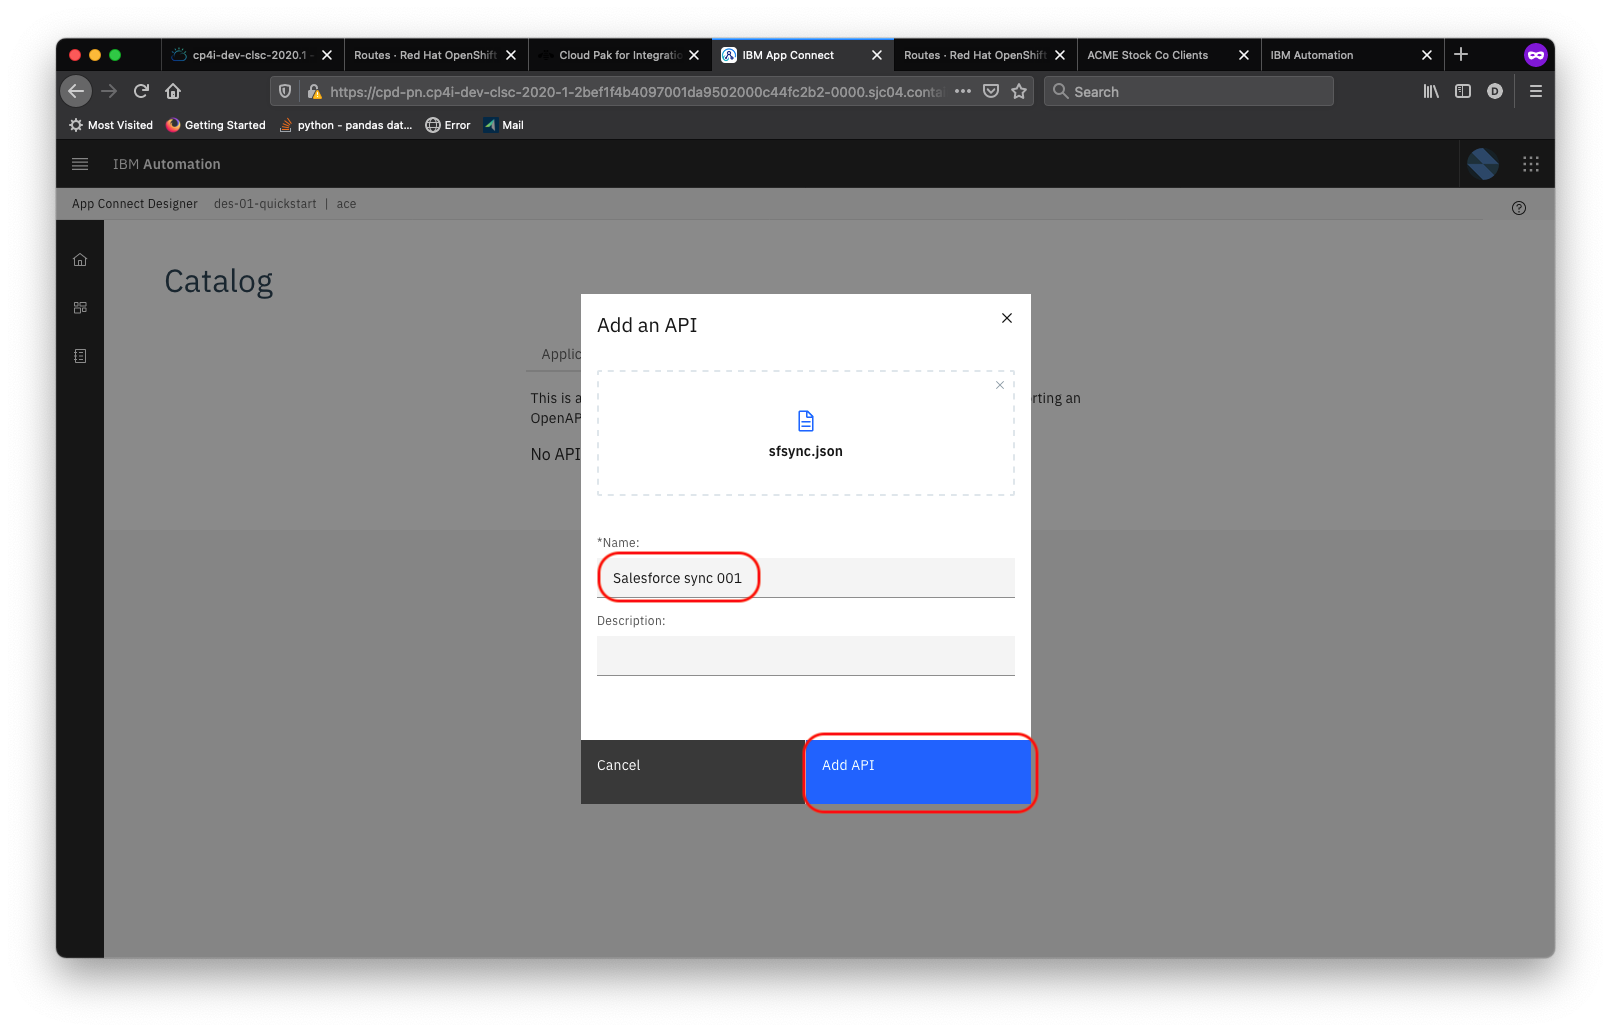 cp4i-dev-clsc-2020.1 -
Routes · Red Hat OpenShift
Cloud Pak for Integratio
IBM App Connect
Routes · Red Hat OpenShift
ACME Stock Co Clients
IBM Automation
https://cpd-pn.cp4i-dev-clsc-2020-1-2bef1f4b4097001da9502000c44fc2b2-0000.sjc04.conta
Search
D
Most Visited
Getting Started
python - pandas dat...
Error
Mail
IBM Automation
App Connect Designer des-01-quickstart | ace
Catalog
Applic
This is a
rting an
OpenAP
No API
Add an API
sfsync.json
*Name:
Salesforce sync 001
Description:
Cancel
Add API